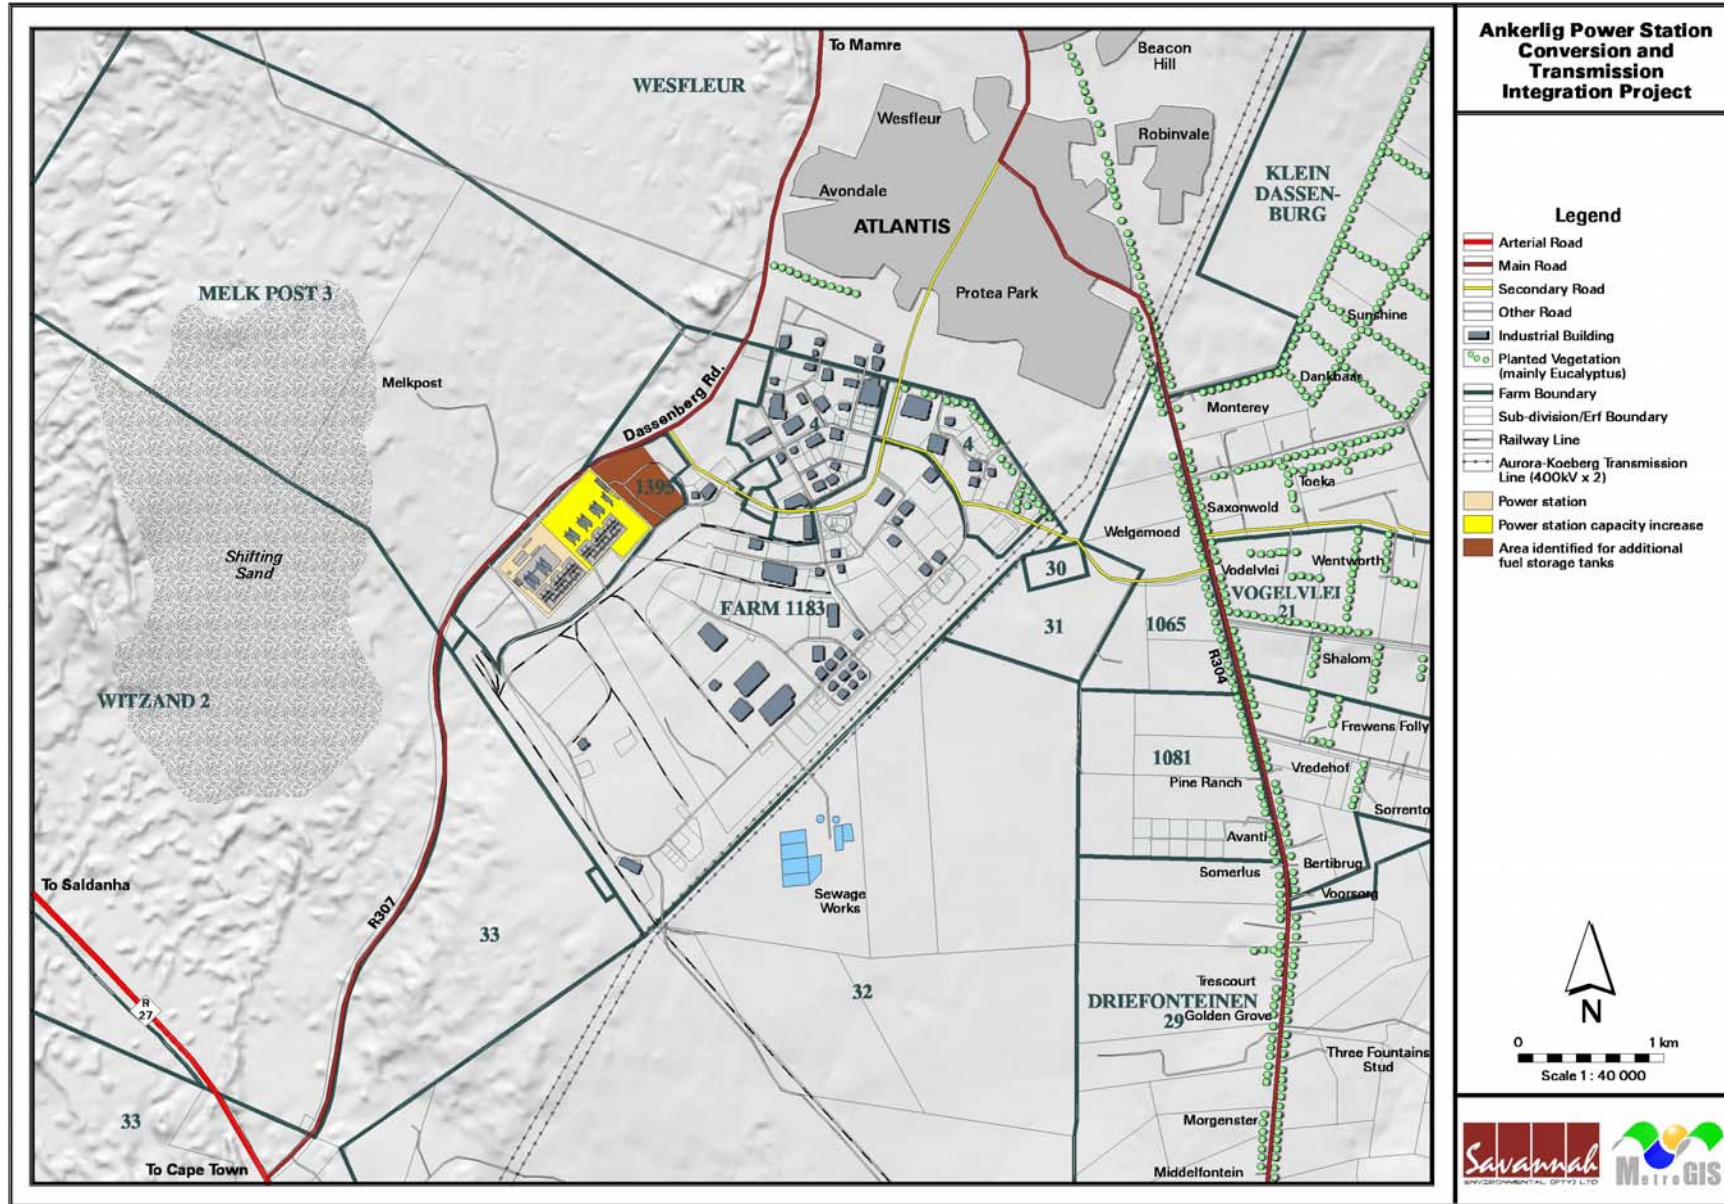 Ankerlig Power Station
Conversion and
Transmission
Integration Project
To Mamre
Beacon
Hill
WESFLEUR
Wesfleur
Robinvale
KLEIN
DASSEN-
BURG
Avondale
ATLANTIS
MELK POST 3
Protea Park
Sunshine
Melkpost
Dassenberg Rd.
Dankbaar
Monterey
4
4
1395
Toeka
Saxonwold
Welgemoed
Shifting
Sand
30
Vodelvlei
Wentworth
VOGELVLEI
21
FARM 1183
31
1065
R304
Shalom
WITZAND 2
Frewens Folly
1081
Vredehof
Pine Ranch
Sorrento
Avanti
Bertibrug
Somerlus
To Saldanha
Sewage
Works
Voorsorg
R307
33
32
Trescourt
DRIEFONTEINEN
29
Golden Grove
R
27
Three Fountains
Stud
33
Morgenster
To Cape Town
Middelfontein
Legend
Arterial Road
Main Road
Secondary Road
Other Road
Industrial Building
Planted Vegetation
(mainly Eucalyptus)
Farm Boundary
Sub-division/Erf Boundary
Railway Line
Aurora-Koeberg Transmission
Line (400kV x 2)
Power station
Power station capacity increase
Area identified for additional
fuel storage tanks
N
0 1 km
Scale 1 : 40 000
Savannah
ENVIRONMENTAL (PTY) LTD
MetroGIS